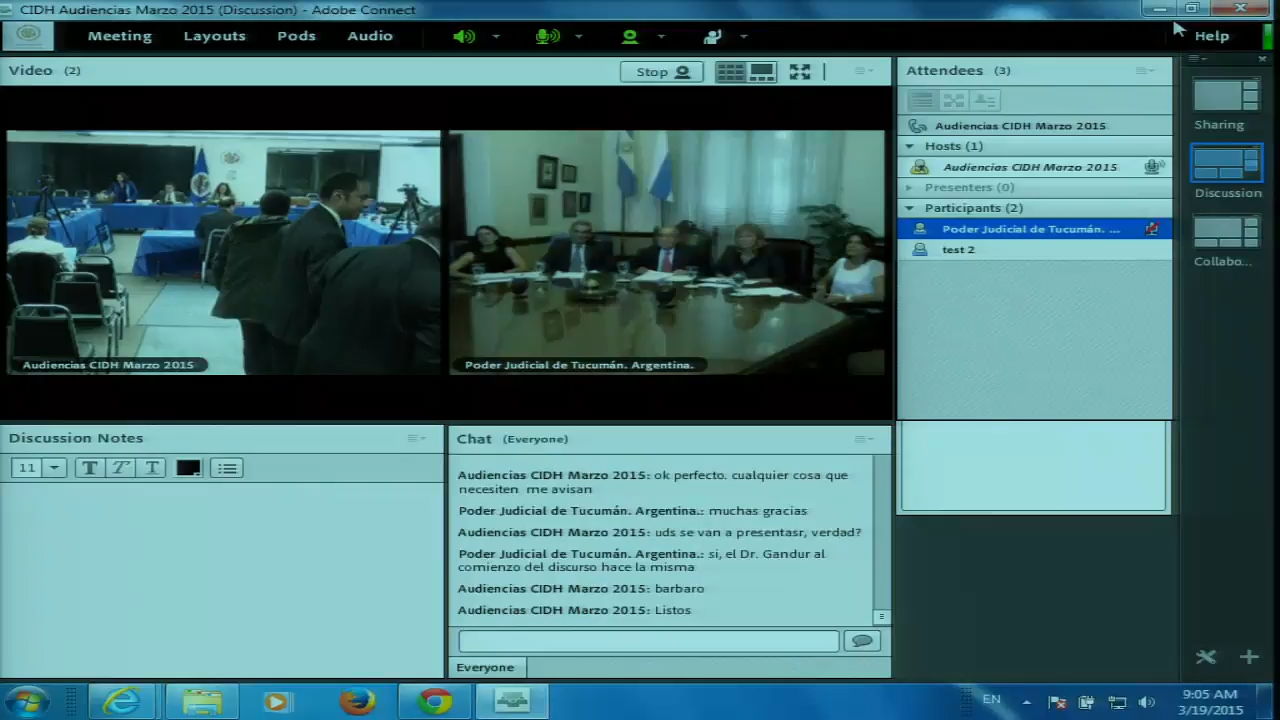 CIDH Audiencias Marzo 2015 (Discussion) - Adobe Connect
Meeting Layouts Pods Audio Help
Video (2)
Stop
Attendees (3)
Audiencias CIDH Marzo 2015
Hosts (1)
Audiencias CIDH Marzo 2015
Presenters (0)
Participants (2)
Poder Judicial de Tucumán. ...
test 2
Sharing
Discussion
Collabo...
Audiencias CIDH Marzo 2015
Poder Judicial de Tucumán. Argentina.
Discussion Notes
11 T T T
Chat (Everyone)
Audiencias CIDH Marzo 2015: ok perfecto. cualquier cosa que
necesiten me avisan
Poder Judicial de Tucumán. Argentina.: muchas gracias
Audiencias CIDH Marzo 2015: uds se van a presentasr, verdad?
Poder Judicial de Tucumán. Argentina.: si, el Dr. Gandur al
comienzo del discurso hace la misma
Audiencias CIDH Marzo 2015: barbaro
Audiencias CIDH Marzo 2015: Listos
Everyone
EN
9:05 AM
3/19/2015